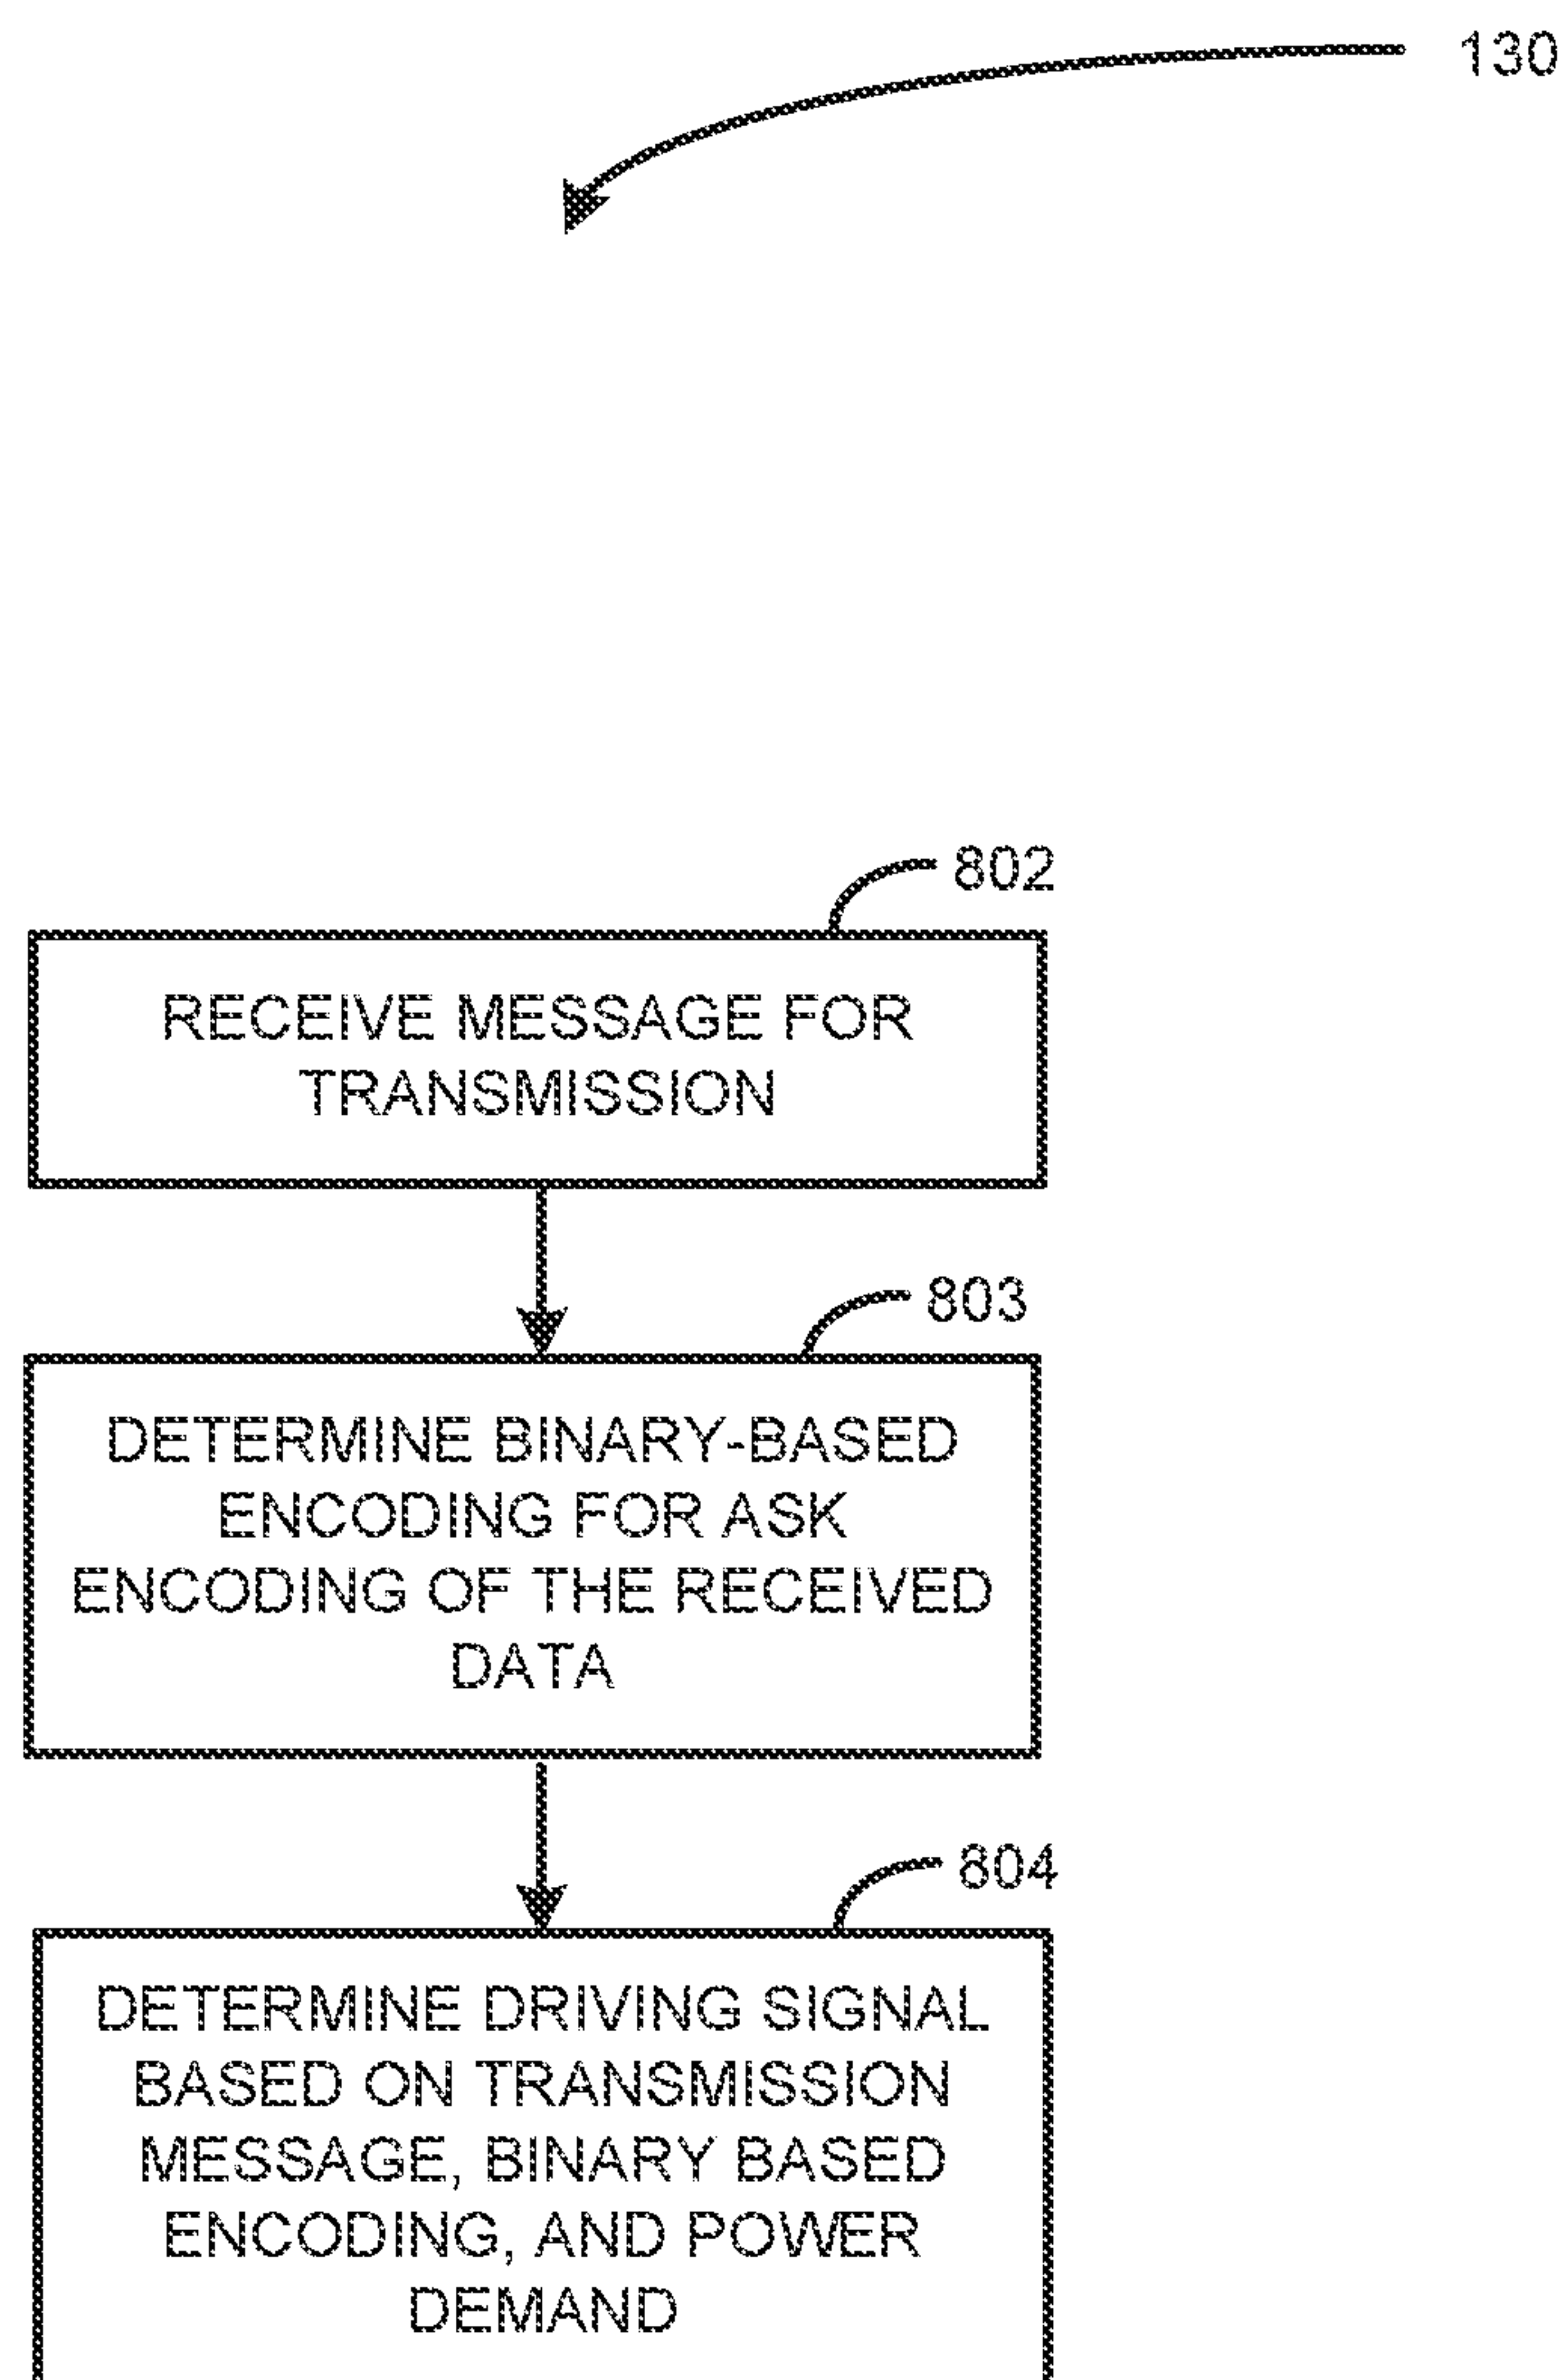 130
802
RECEIVE MESSAGE FOR
TRANSMISSION
803
DETERMINE BINARY-BASED
ENCODING FOR ASK
ENCODING OF THE RECEIVED
DATA
804
DETERMINE DRIVING SIGNAL
BASED ON TRANSMISSION
MESSAGE, BINARY BASED
ENCODING, AND POWER
DEMAND